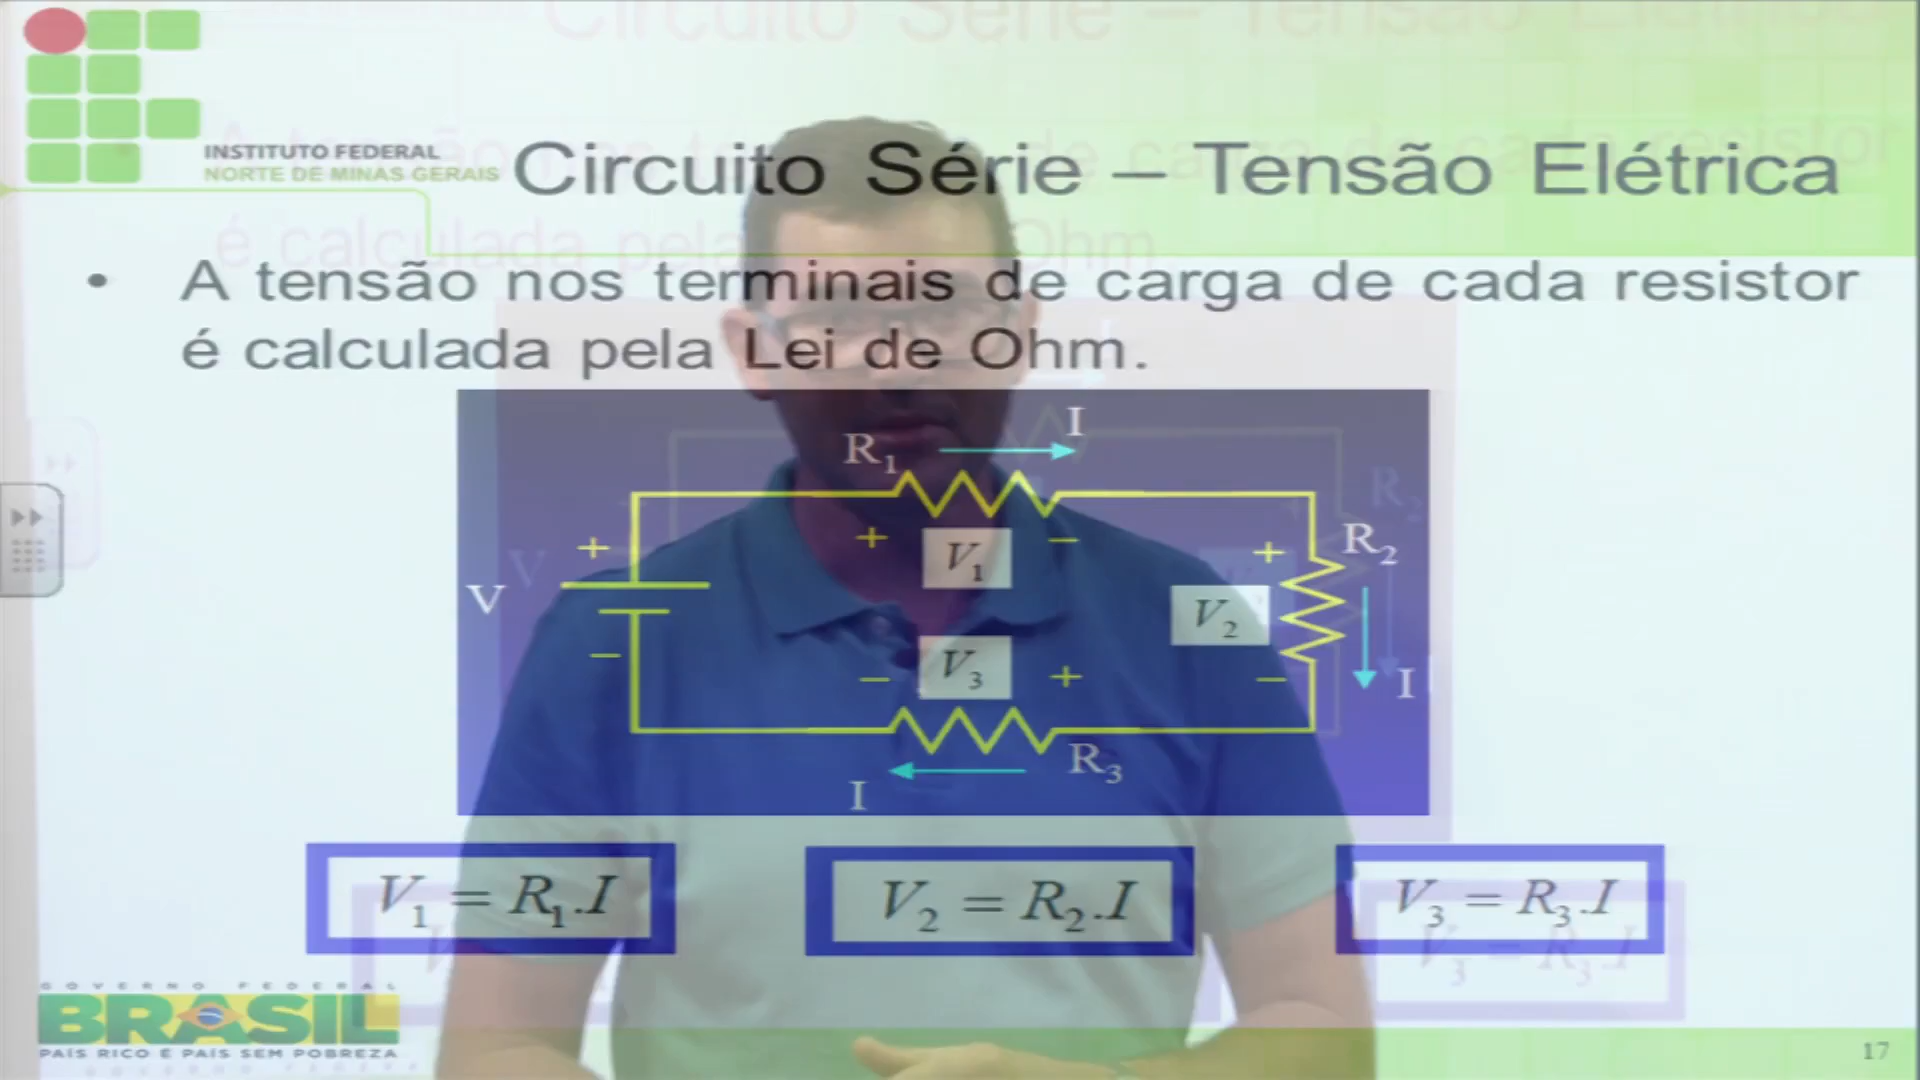 INSTITUTO FEDERAL
NORTE DE MINAS GERAIS
Circuito Série – Tensão Elétrica
• A tensão nos terminais de carga de cada resistor
é calculada pela Lei de Ohm.
I
R1
+ V1 –
+
V
–
R2
+
V2
–
I
– V3 +
R3
I
V1 = R1.I
V2 = R2.I
V3 = R3.I
GOVERNO FEDERAL
BRASIL
PAÍS RICO É PAÍS SEM POBREZA
17